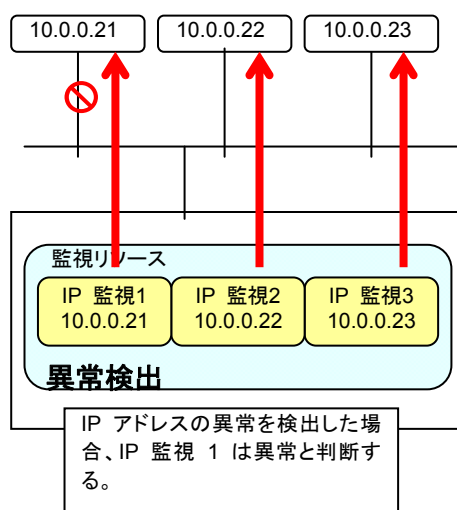 10.0.0.21
10.0.0.22
10.0.0.23
監視リソース
IP 監視1
10.0.0.21
IP 監視2
10.0.0.22
IP 監視3
10.0.0.23
異常検出
IP アドレスの異常を検出した場
合、IP 監視 1 は異常と判断す
る。